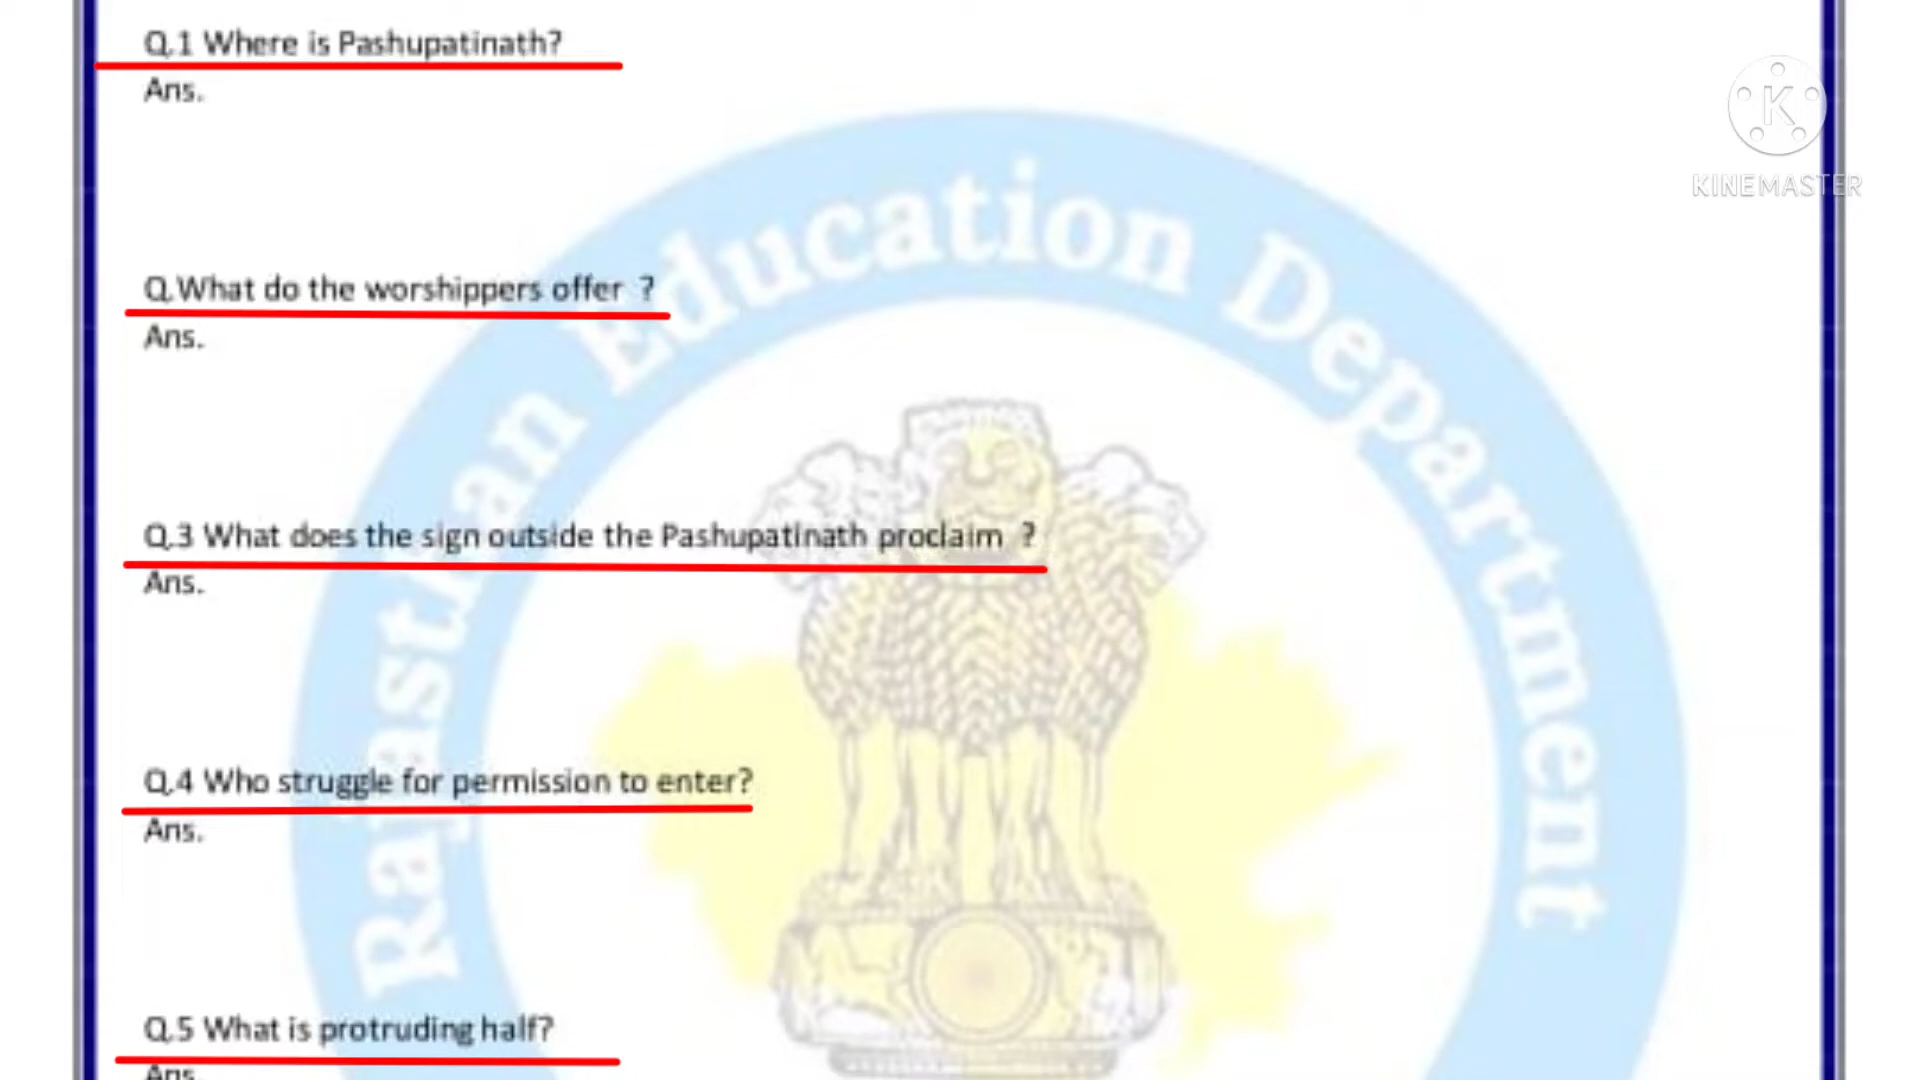 Q.1 Where is Pashupatinath?
Ans.
KINEMASTER
Q.What do the worshippers offer ?
Ans.
Q.3 What does the sign outside the Pashupatinath proclaim ?
Ans.
Q.4 Who struggle for permission to enter?
Ans.
Q.5 What is protruding half?
Ans.
Rajasthan Education Department